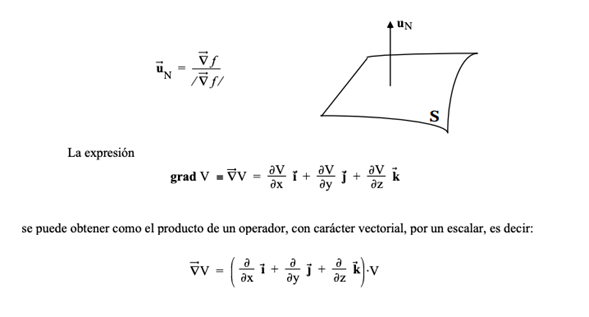 u⃗_N = ∇⃗ f / /∇⃗ f/
u_N
S
La expresión
grad V ≡ ∇⃗V = ∂V/∂x i⃗ + ∂V/∂y j⃗ + ∂V/∂z k⃗
se puede obtener como el producto de un operador, con carácter vectorial, por un escalar, es decir:
∇⃗V = ( ∂/∂x i⃗ + ∂/∂y j⃗ + ∂/∂z k⃗ )·V